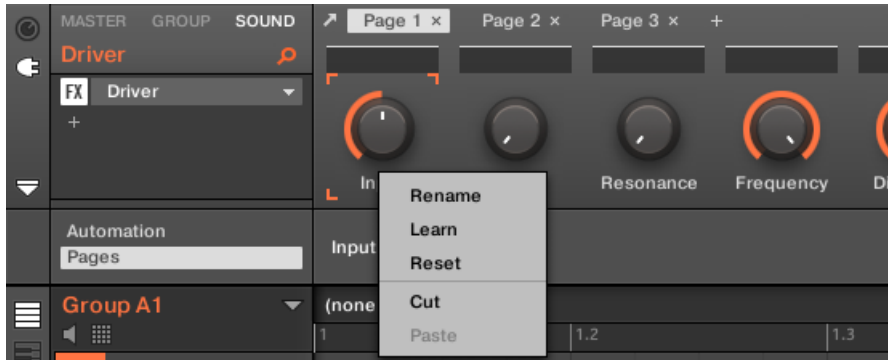 MASTER GROUP SOUND
Page 1 × Page 2 × Page 3 × +
Driver
FX Driver
+
In
Resonance Frequency Di
Rename
Learn
Reset
Cut
Paste
Automation
Pages
Input
Group A1
(none
1 1.2 1.3